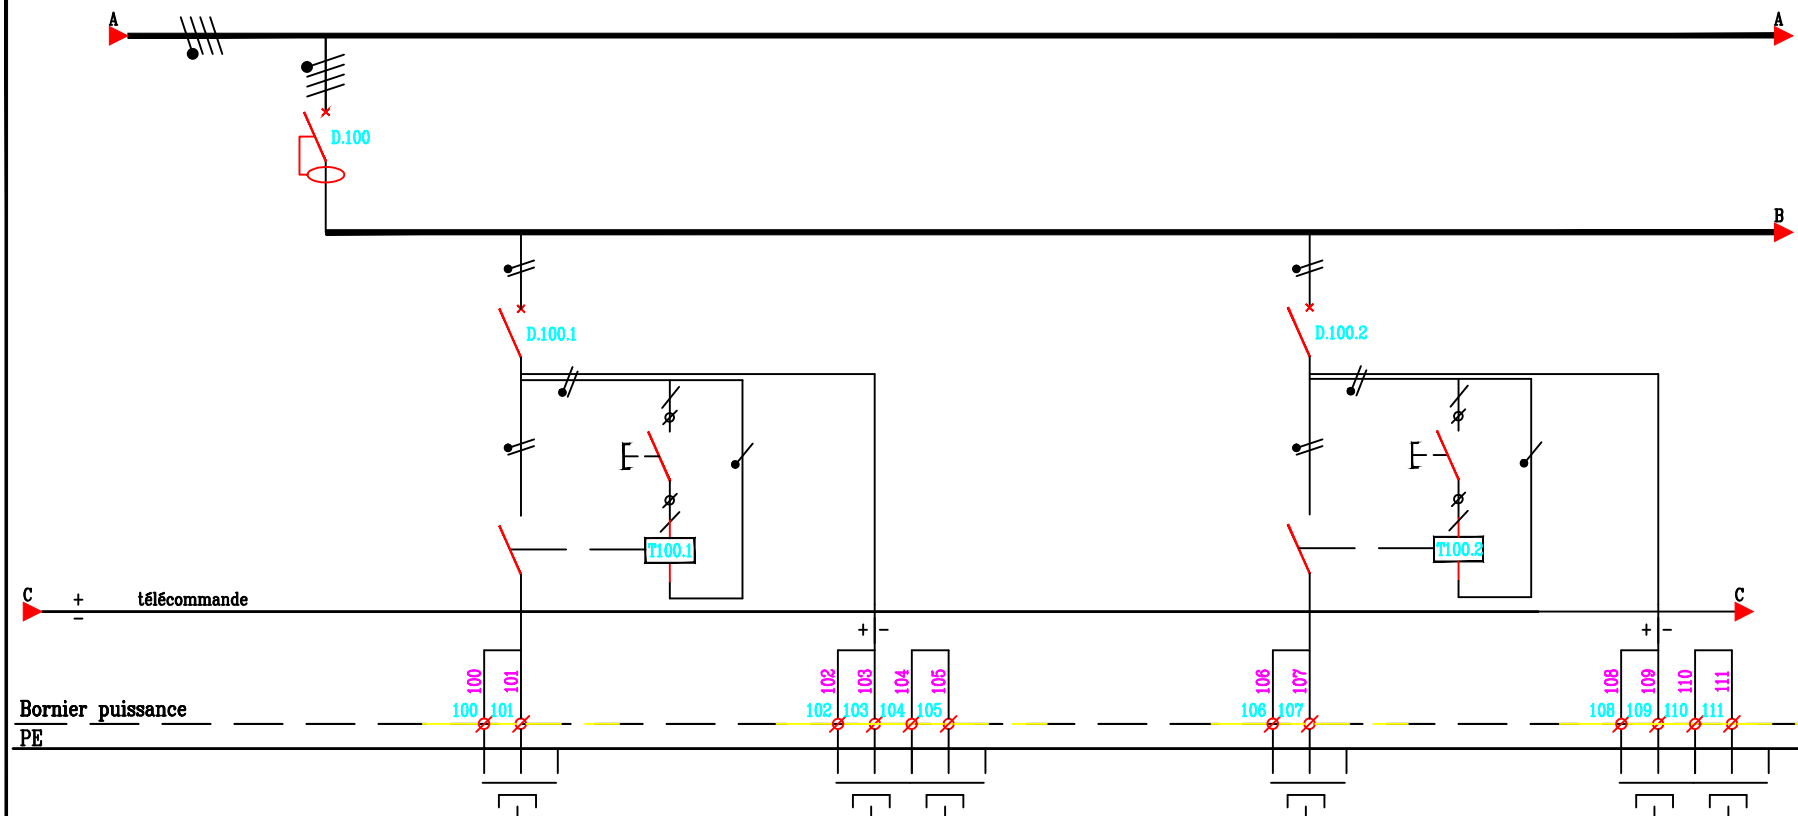 A A
D.100
B
D.100.1 D.100.2
T100.1 T100.2
C + télécommande C
−
+ − + −
100 101 102 103 104 105 106 107 108 109 110 111
Bornier puissance 100 101 102 103 104 105 106 107 108 109 110 111
PE